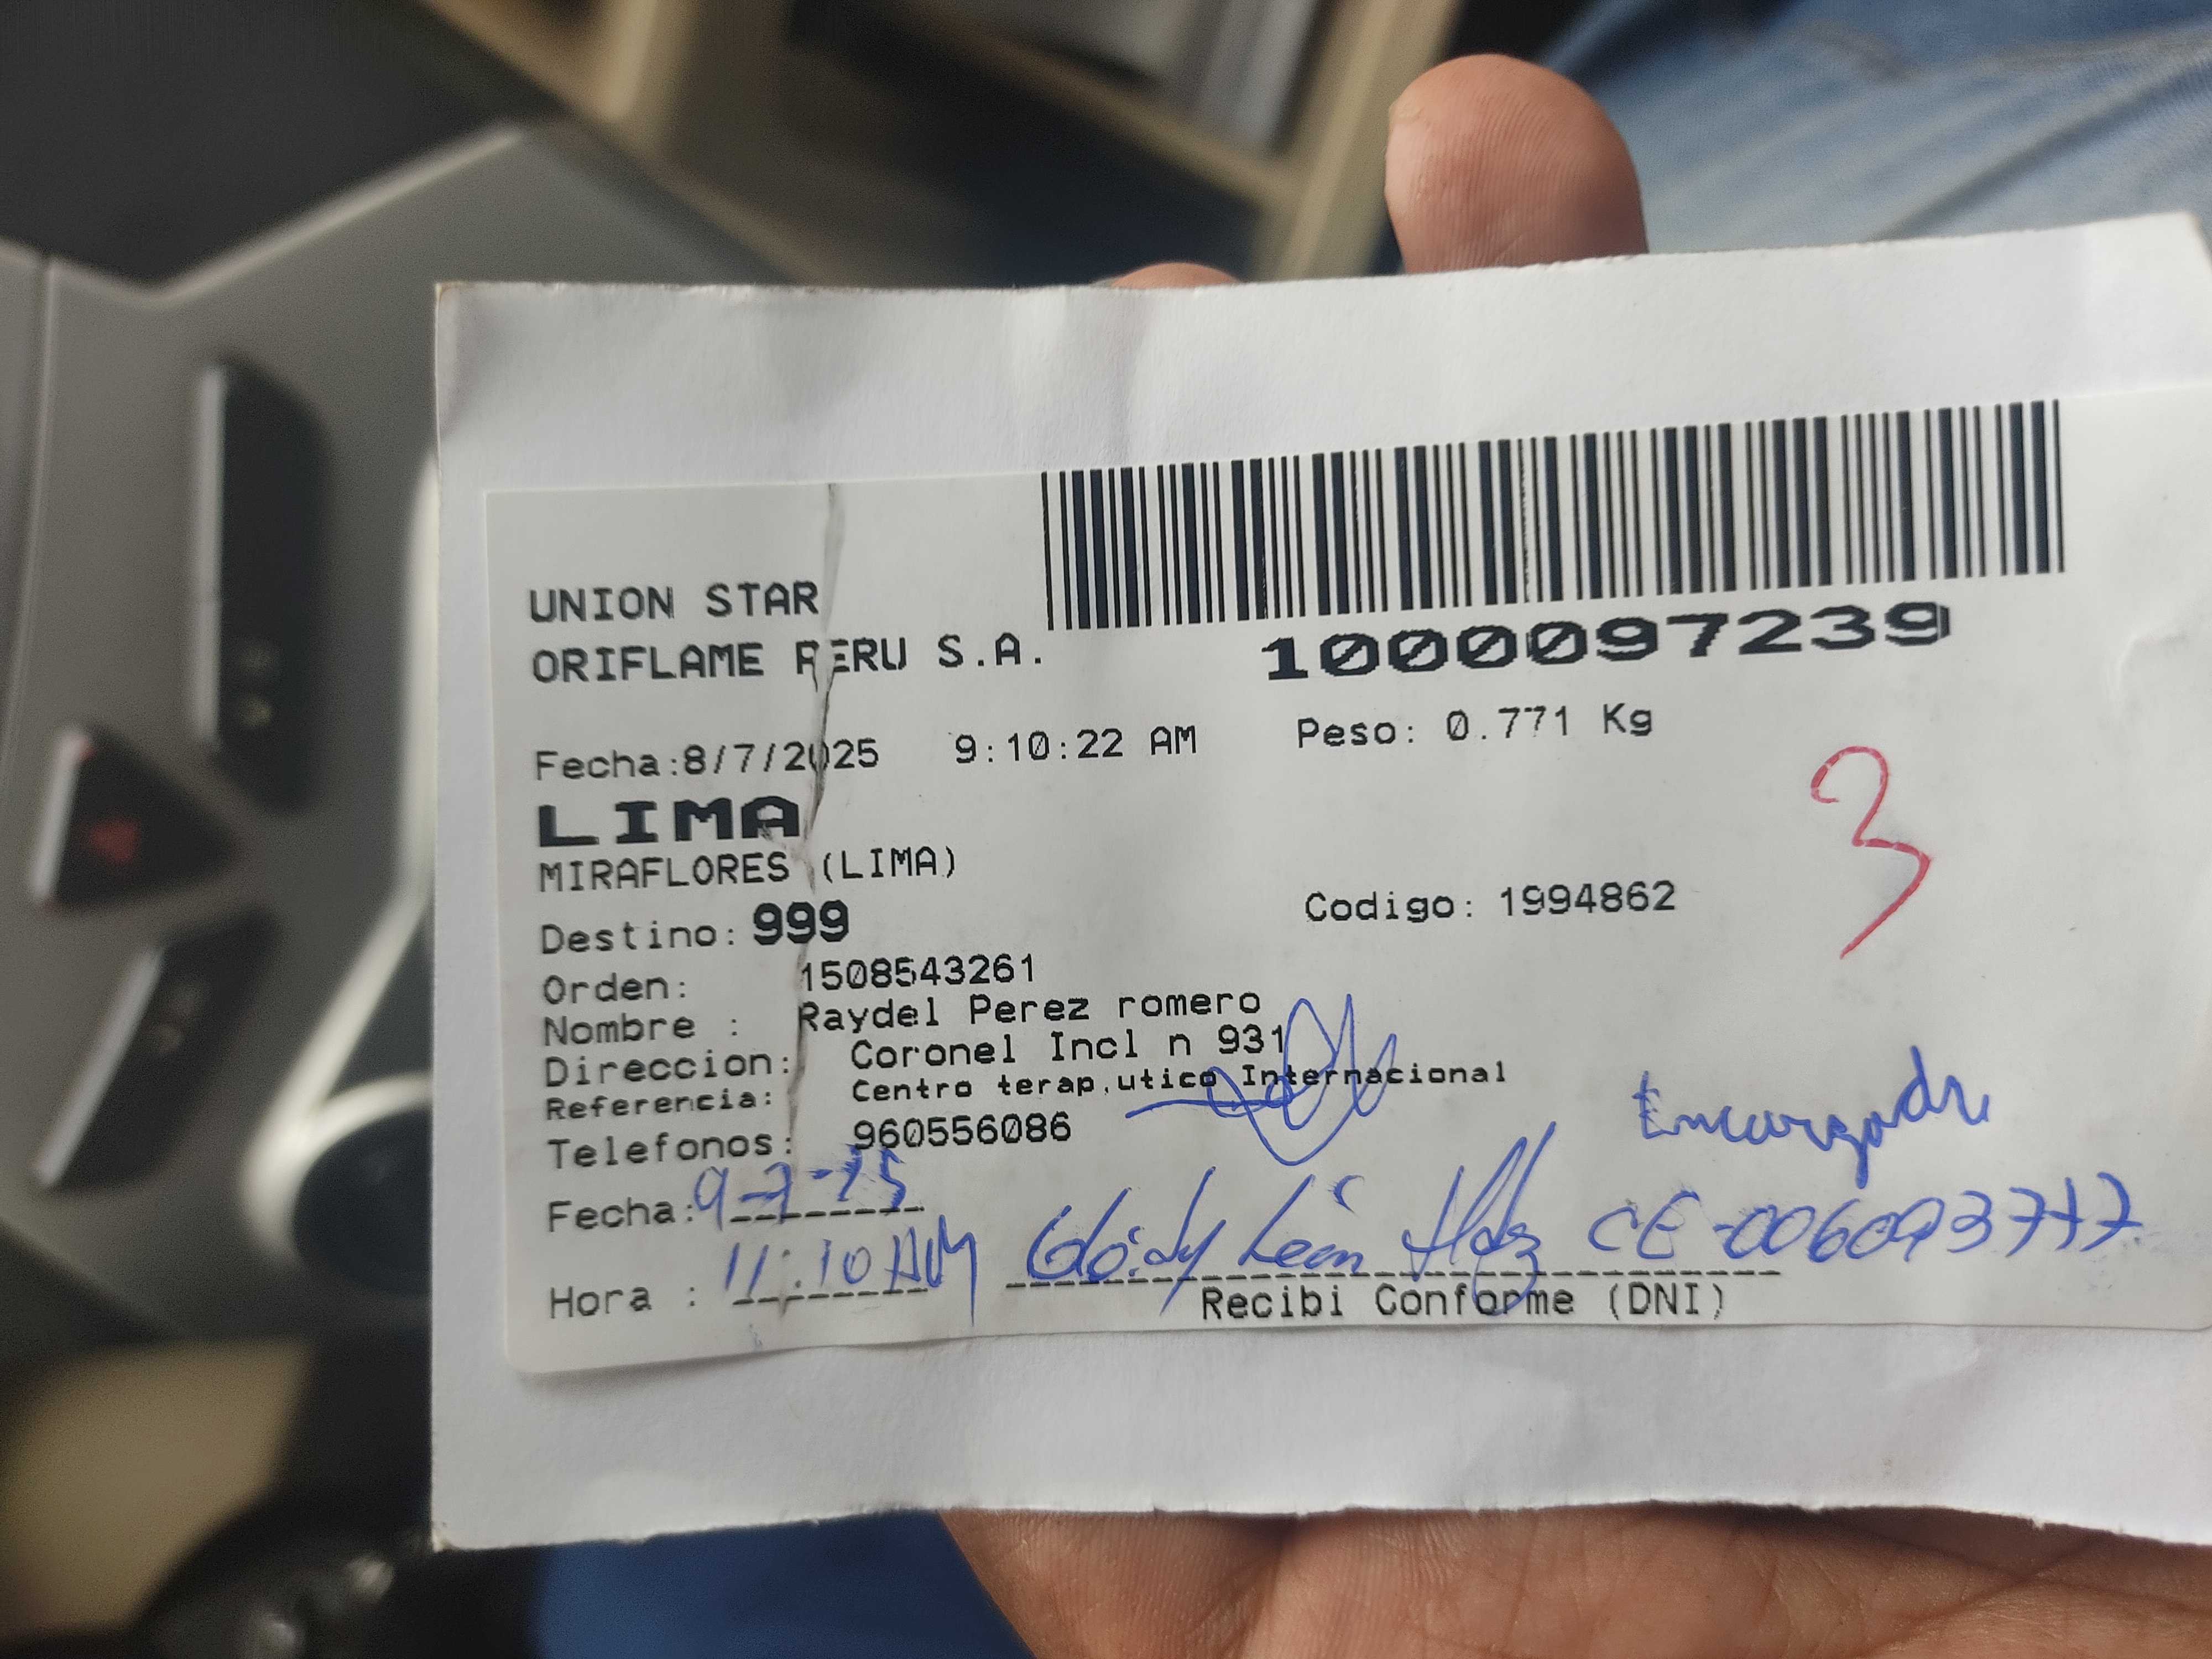 UNION STAR
ORIFLAME PERU S.A.
1000097239
Fecha:8/7/2025 9:10:22 AM Peso: 0.771 Kg
LIMA
3
MIRAFLORES (LIMA)
Destino: 999 Codigo: 1994862
Orden: 1508543261
Nombre : Raydel Perez romero
Direccion: Coronel Incl n 931
Referencia: Centro terap,utico Internacional
Telefonos: 960556086
Encargada
Fecha:9-7-25
Hora : 11:10 AM León CE-006093717
Recibi Conforme (DNI)